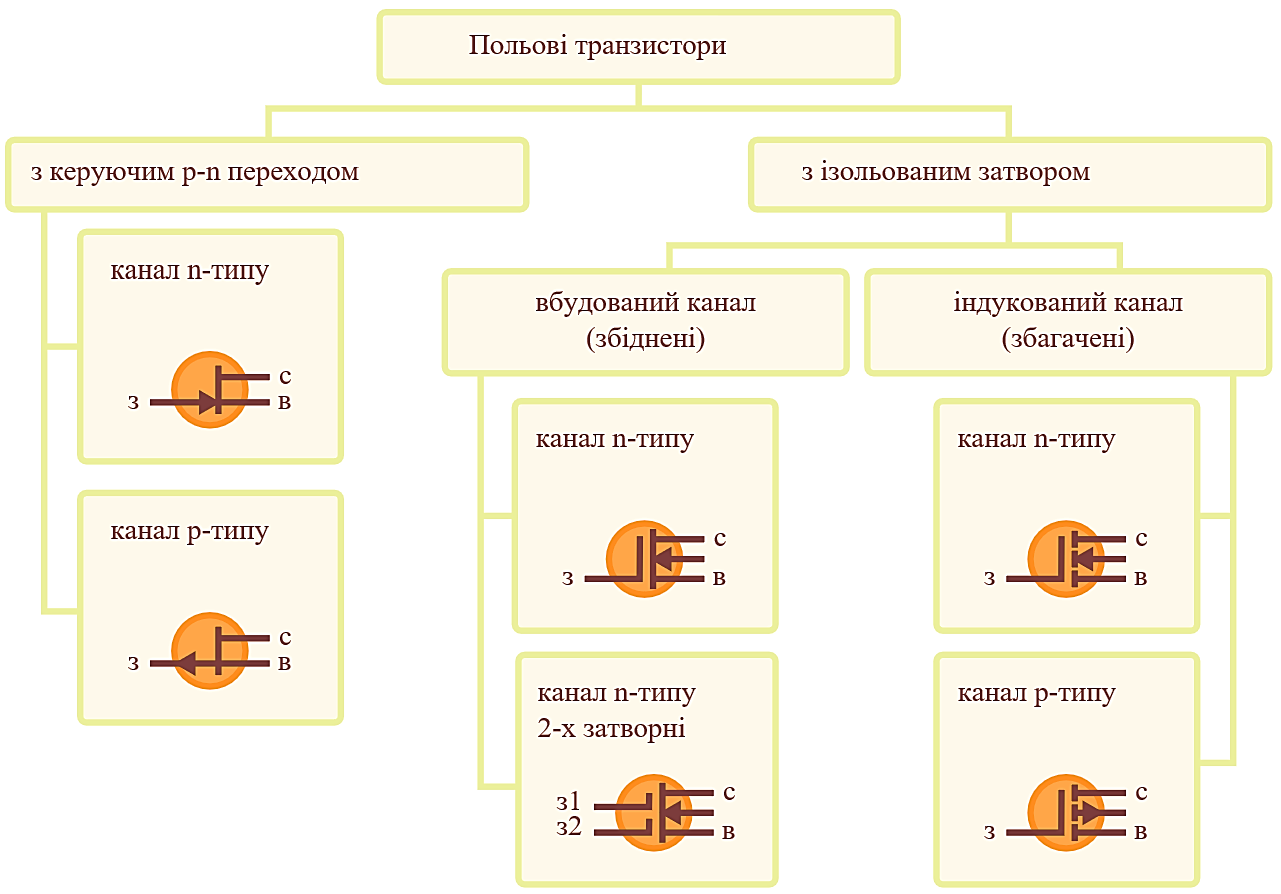 Польові транзистори
з керуючим p-n переходом
з ізольованим затвором
канал n-типу
с
з
в
канал p-типу
с
з
в
вбудований канал
(збіднені)
індукований канал
(збагачені)
канал n-типу
с
з
в
канал n-типу
2-х затворні
с
з1
з2
в
канал n-типу
с
з
в
канал p-типу
с
з
в